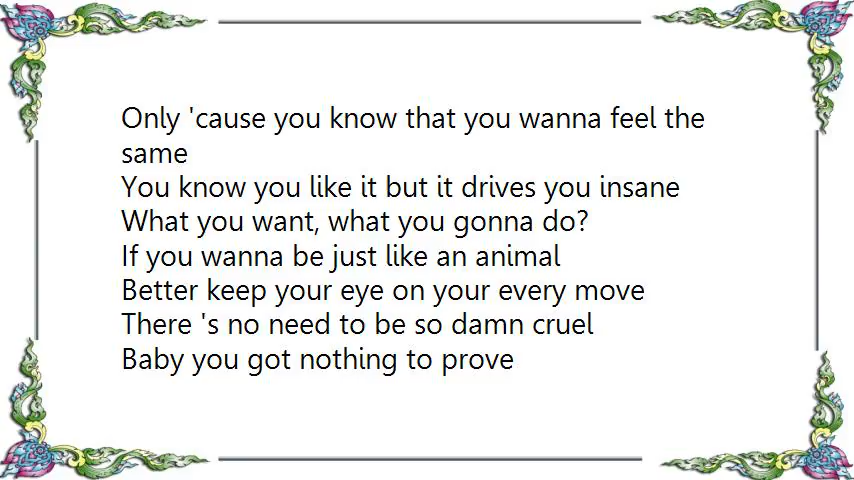 Only 'cause you know that you wanna feel the
same
You know you like it but it drives you insane
What you want, what you gonna do?
If you wanna be just like an animal
Better keep your eye on your every move
There 's no need to be so damn cruel
Baby you got nothing to prove